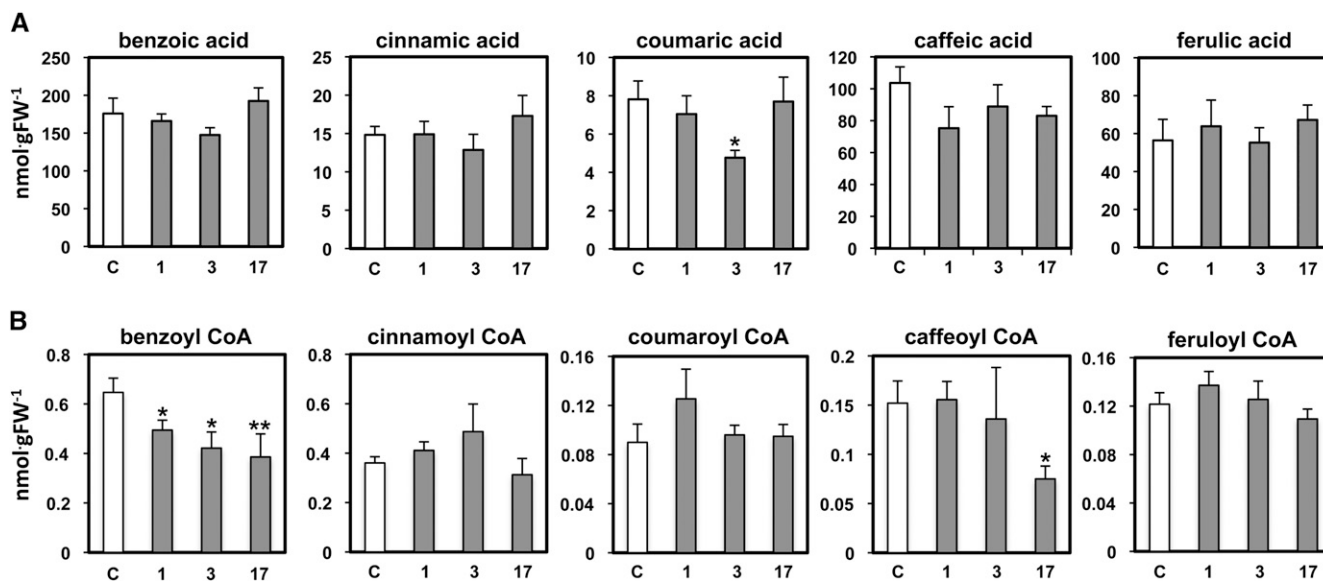 A
benzoic acid cinnamic acid coumaric acid caffeic acid ferulic acid
nmol·gFW⁻¹
250 25 10 120 100
200 20 8 100 80
150 15 6 80 60
100 10 4 60 40
50 5 2 40 20
0 0 0 20 0
0
*
C 1 3 17 C 1 3 17 C 1 3 17 C 1 3 17 C 1 3 17
B
benzoyl CoA cinnamoyl CoA coumaroyl CoA caffeoyl CoA feruloyl CoA
nmol·gFW⁻¹
0.8 0.8 0.16 0.2 0.16
0.6 0.6 0.12 0.15 0.12
0.4 0.4 0.08 0.1 0.08
0.2 0.2 0.04 0.05 0.04
0 0 0 0 0
* * ** *
C 1 3 17 C 1 3 17 C 1 3 17 C 1 3 17 C 1 3 17